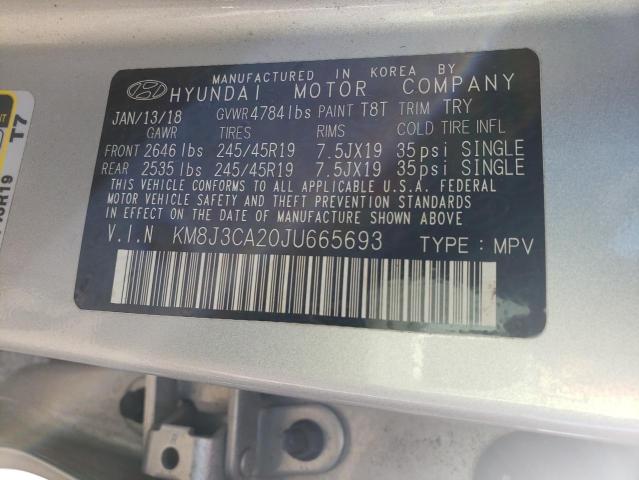 MANUFACTURED IN KOREA BY
HYUNDAI MOTOR COMPANY
JAN/13/18 GVWR 4784 lbs PAINT T8T TRIM TRY
GAWR TIRES RIMS COLD TIRE INFL
FRONT 2646 lbs 245/45R19 7.5JX19 35psi SINGLE
REAR 2535 lbs 245/45R19 7.5JX19 35psi SINGLE
THIS VEHICLE CONFORMS TO ALL APPLICABLE U.S.A. FEDERAL
MOTOR VEHICLE SAFETY AND THEFT PREVENTION STANDARDS
IN EFFECT ON THE DATE OF MANUFACTURE SHOWN ABOVE.
V.I.N KM8J3CA20JU665693 TYPE : MPV
T7